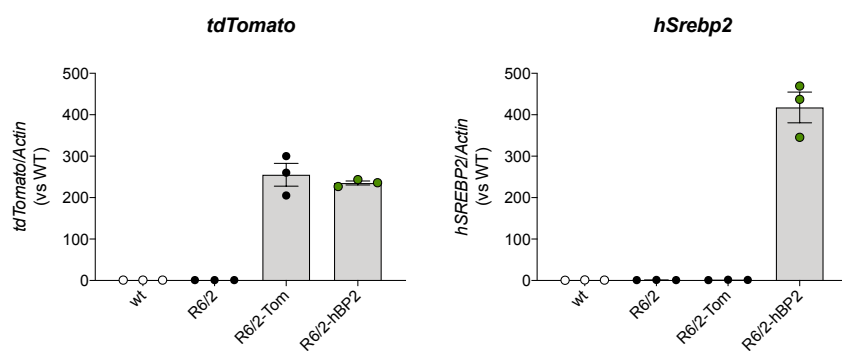 tdTomato
tdTomato/Actin
(vs WT)
500
400
300
200
100
0
wt
R6/2
R6/2-Tom
R6/2-hBP2
hSrebp2
hSREBP2/Actin
(vs WT)
500
400
300
200
100
0
wt
R6/2
R6/2-Tom
R6/2-hBP2